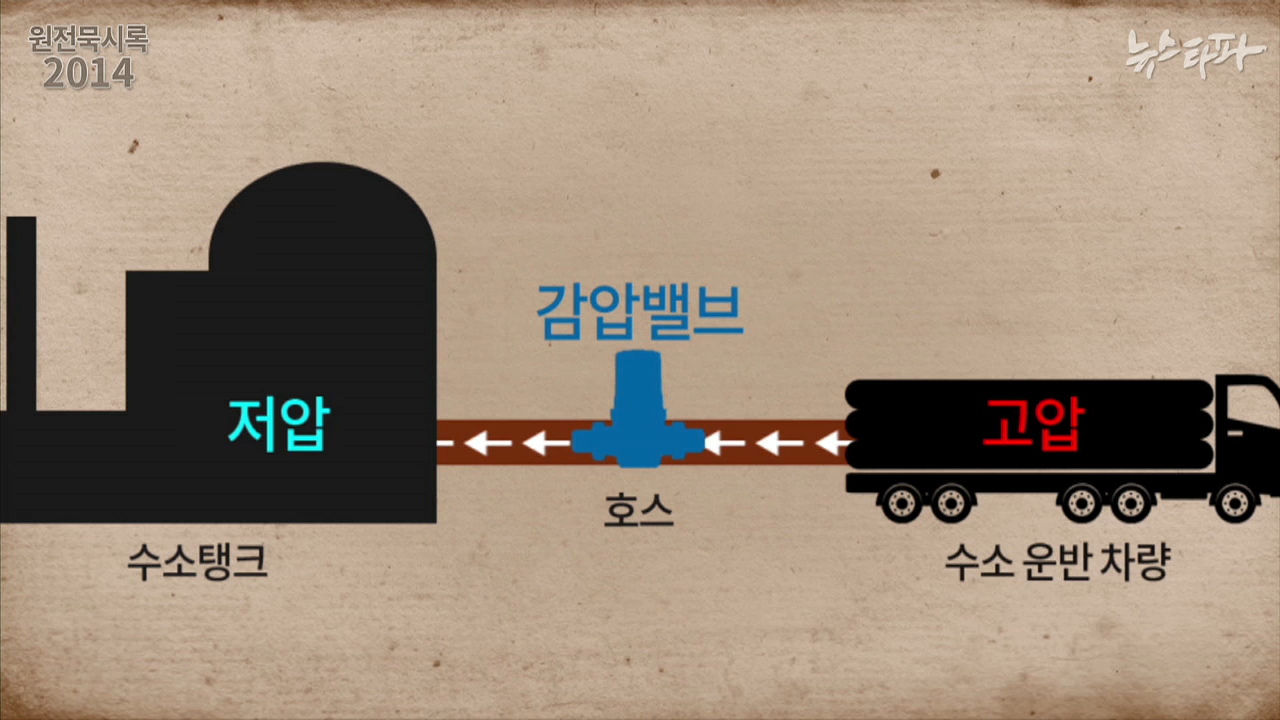 원전묵시록
2014
뉴스타파
감압밸브
저압
고압
호스
수소탱크
수소 운반 차량